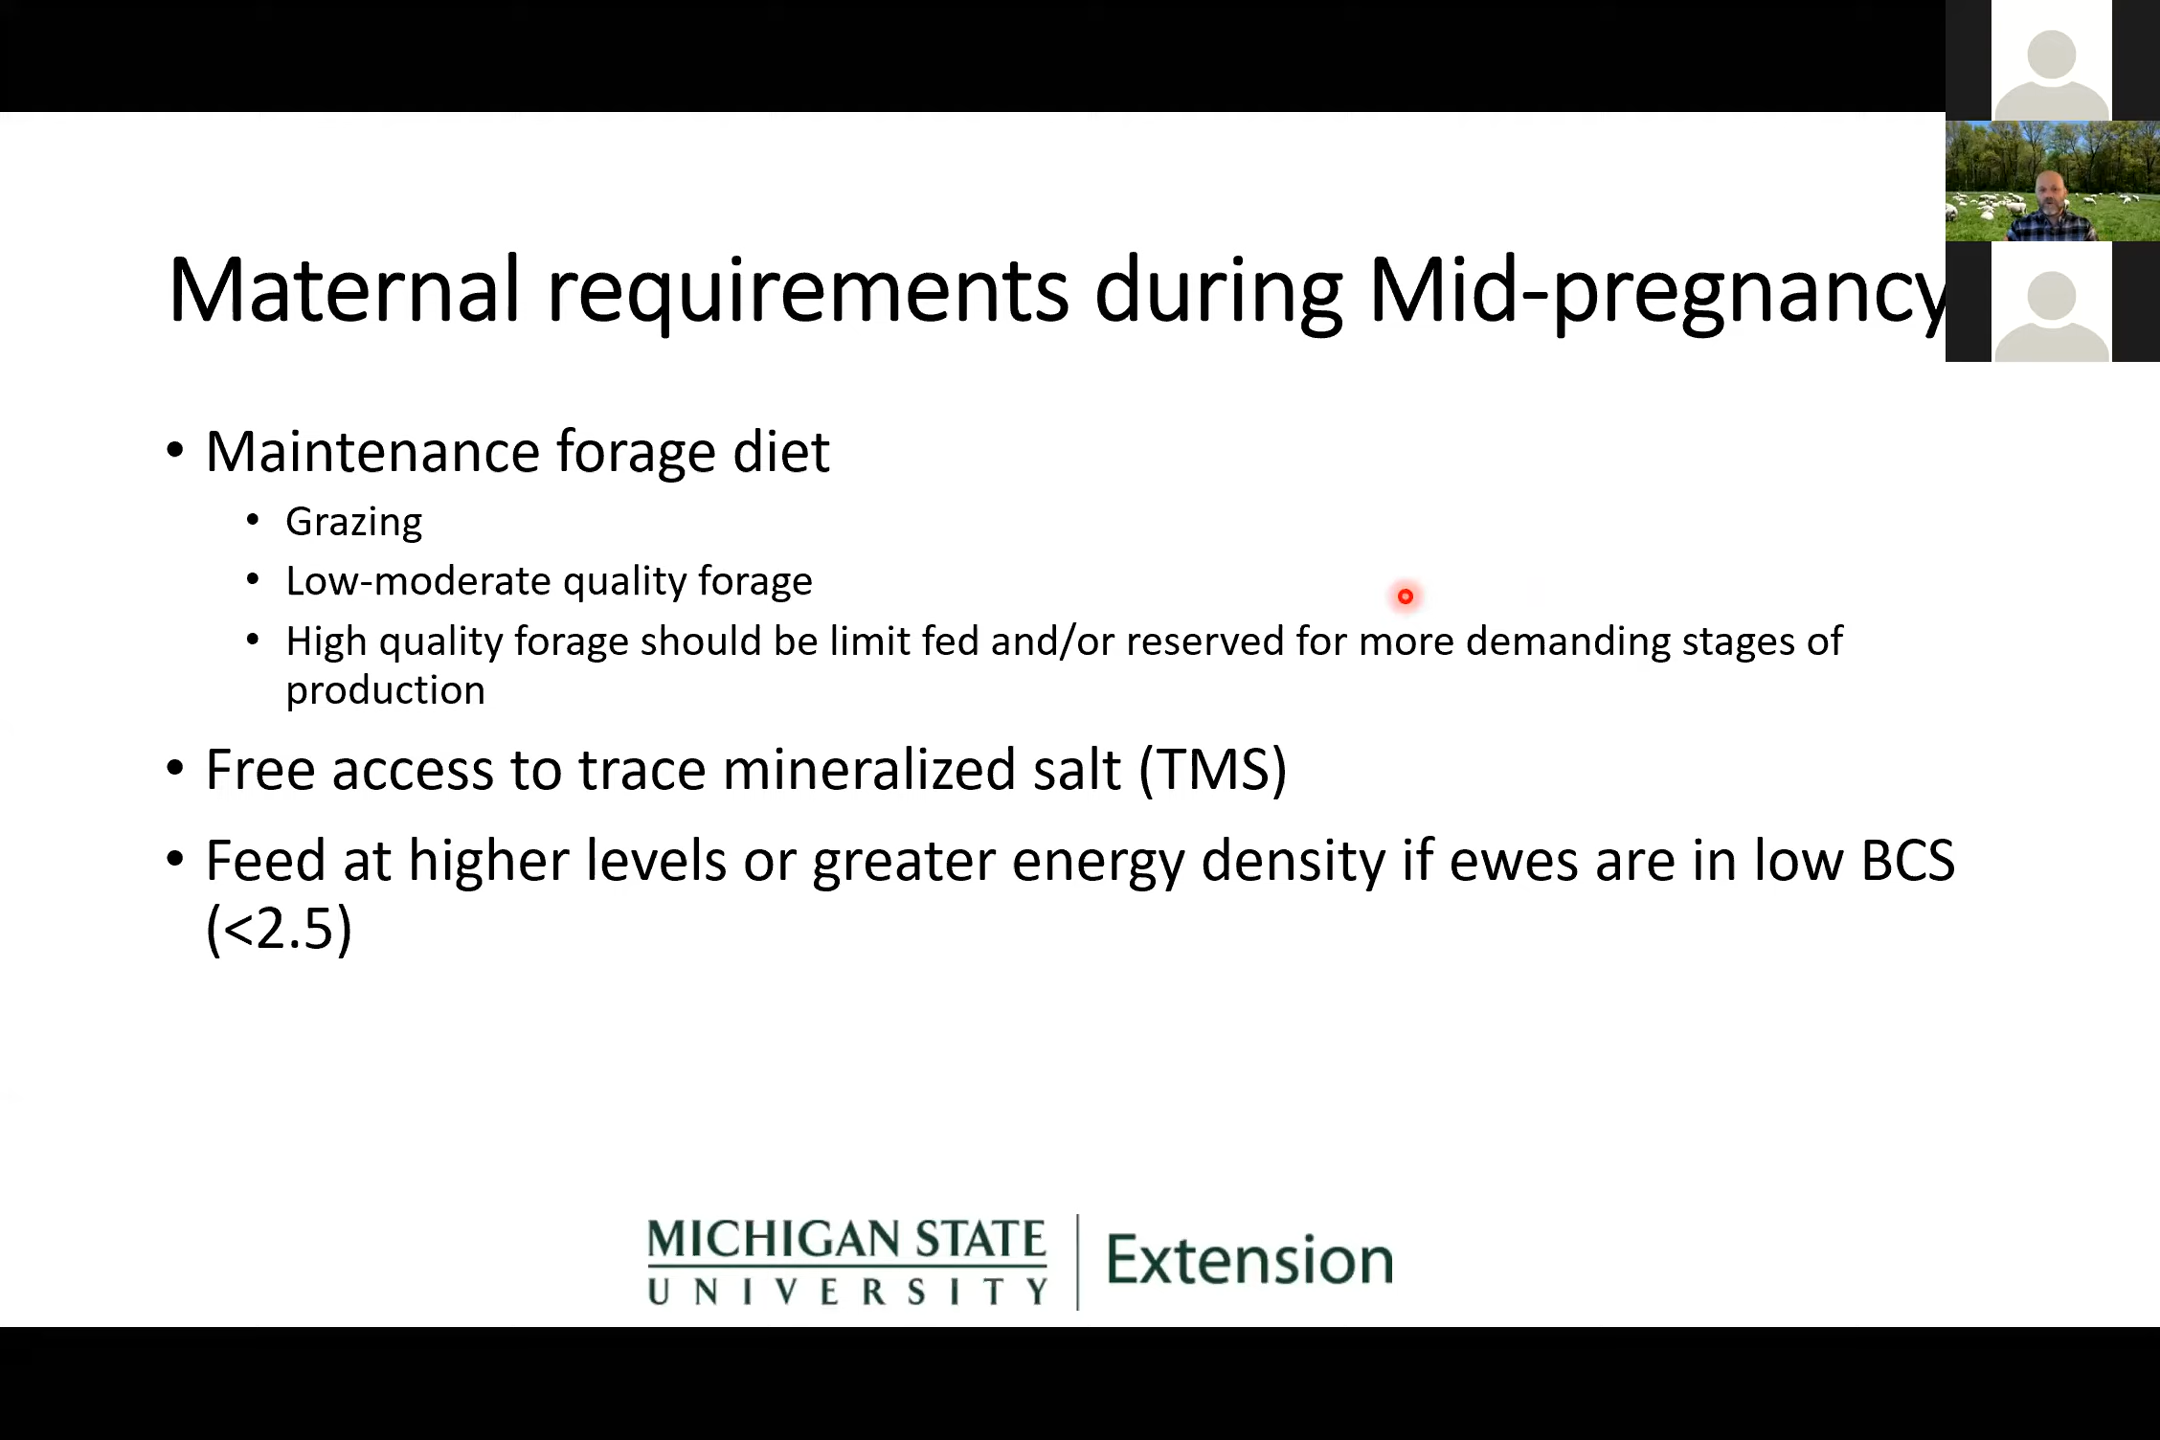 Maternal requirements during Mid-pregnancy
• Maintenance forage diet
• Grazing
• Low-moderate quality forage
• High quality forage should be limit fed and/or reserved for more demanding stages of
production
• Free access to trace mineralized salt (TMS)
• Feed at higher levels or greater energy density if ewes are in low BCS
(<2.5)
MICHIGAN STATE
UNIVERSITY
Extension